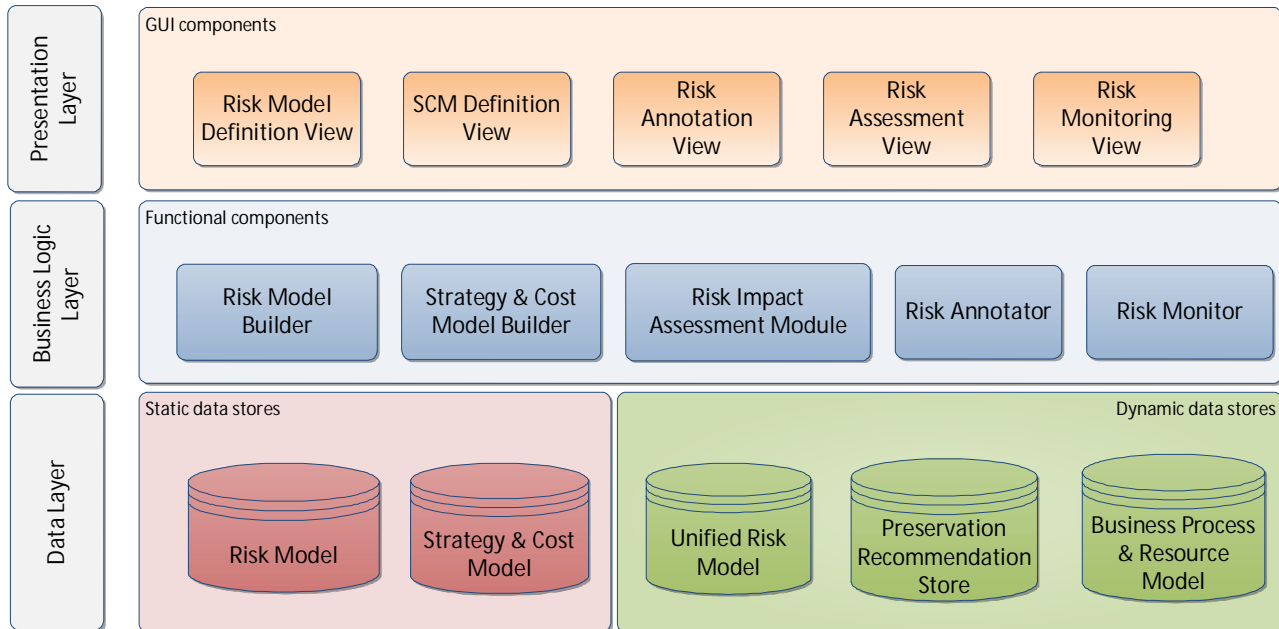 Presentation
Layer
GUI components
Risk Model
Definition View
SCM Definition
View
Risk
Annotation
View
Risk
Assessment
View
Risk
Monitoring
View
Business Logic
Layer
Functional components
Risk Model
Builder
Strategy & Cost
Model Builder
Risk Impact
Assessment Module
Risk Annotator
Risk Monitor
Data Layer
Static data stores
Risk Model
Strategy & Cost
Model
Dynamic data stores
Unified Risk
Model
Preservation
Recommendation
Store
Business Process
& Resource
Model